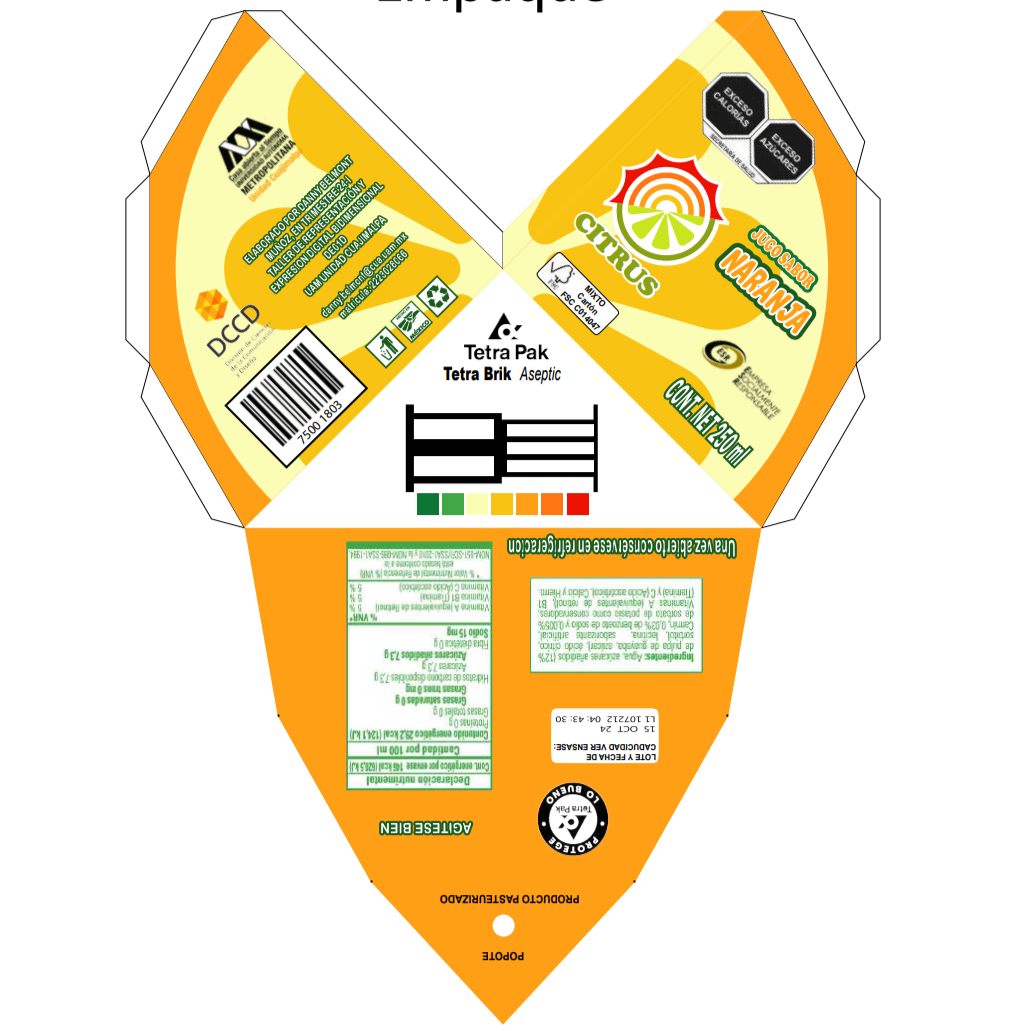 Empaque
Casa abierta al tiempo
UNIVERSIDAD AUTÓNOMA
METROPOLITANA
Unidad Cuajimalpa
ELABORADO POR DANNY BELMONT
MUÑOZ, EN TRIMESTRE 24-I
TALLER DE REPRESENTACIÓN Y
EXPRESIÓN DIGITAL BIDIMENSIONAL
DG01D
UAM UNIDAD CUAJIMALPA
danny.belmont@cua.uam.mx
matrícula: 2223028066
DCCD
División de Ciencias
de la Comunicación
y Diseño
HECHO EN
MÉXICO
7500 1803
EXCESO
CALORÍAS
EXCESO
AZÚCARES
SECRETARÍA DE SALUD
CITRUS
JUGO SABOR
NARANJA
FSC
MIXTO
Cartón
FSC C014047
ESR
EMPRESA
SOCIALMENTE
RESPONSABLE
CONT. NET 250 ml
Tetra Pak
Tetra Brik Aseptic
POPOTE
PRODUCTO PASTEURIZADO
PROTEGE
Tetra Pak
LO BUENO
AGITESE BIEN
LOTE Y FECHA DE
CADUCIDAD VER ENSASE:
15 OCT 24
L1 107212 04:43:30
Declaración nutrimental
Cont. energético por envase 146 kcal (620,5 kJ)
Cantidad por 100 ml
Contenido energético 29,2 kcal (124,1 kJ)
Proteínas 0 g
Grasas totales 0 g
Grasas saturadas 0 g
Grasas trans 0 mg
Hidratos de carbono disponibles 7,3 g
Azúcares 7,3 g
Azúcares añadidos 7,3 g
Fibra dietética 0 g
Sodio 15 mg
% VNR*
Vitamina A (equivalentes de Retinol) 5 %
Vitamina B1 (Tiamina) 5 %
Vitamina C (Ácido ascórbico) 5 %
* % Valor Nutrimental de Referencia (% VNR)
está basado conforme a la
NOM-051-SCFI/SSA1-2010 y la NOM-086-SSA1-1994
Ingredientes: Agua, azúcares añadidos (12%
de pulpa de guayaba, azúcar), ácido cítrico,
sorbitol, lecitina, saborizante artificial,
Carmín, 0,03% de benzoato de sodio y 0,005%
de sorbato de potasio como conservadores,
Vitaminas A (equivalentes de retinol), B1
(Tiamina) y C (Ácido ascórbico), Calcio y Hierro.
Una vez abierto consérvese en refrigeración